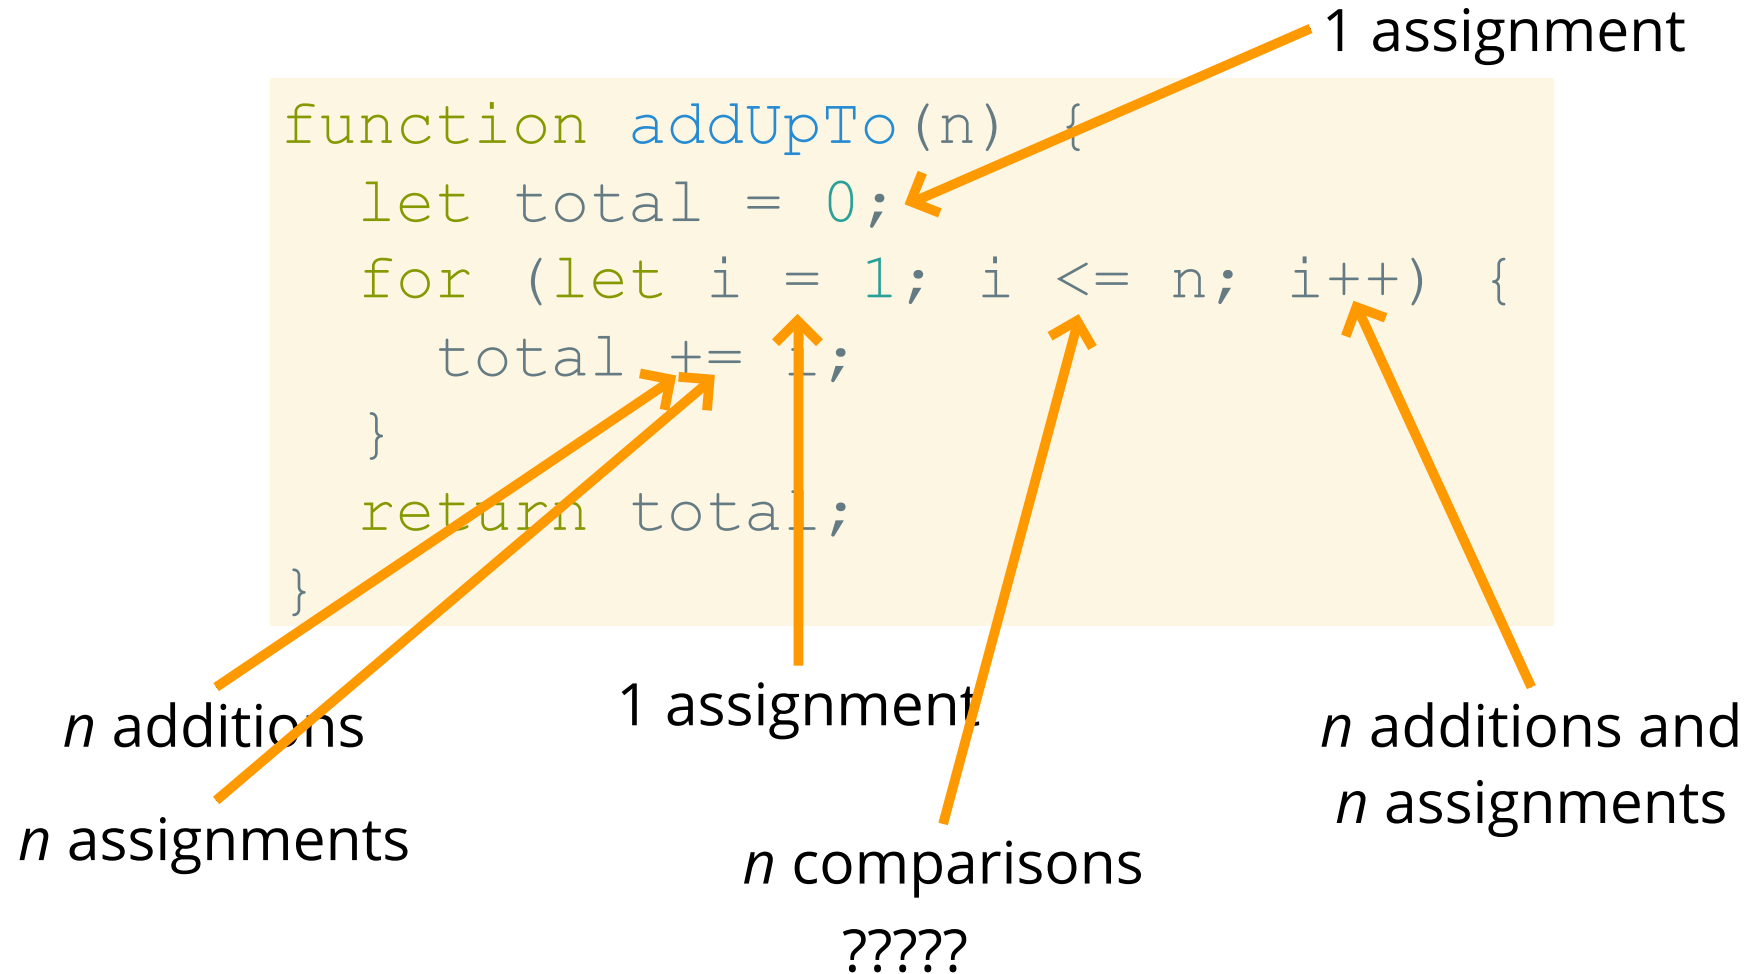 1 assignment
function addUpTo(n) {
  let total = 0;
  for (let i = 1; i <= n; i++) {
    total += i;
  }
  return total;
}
n additions
1 assignment
n additions and
n assignments
n assignments
n comparisons
?????